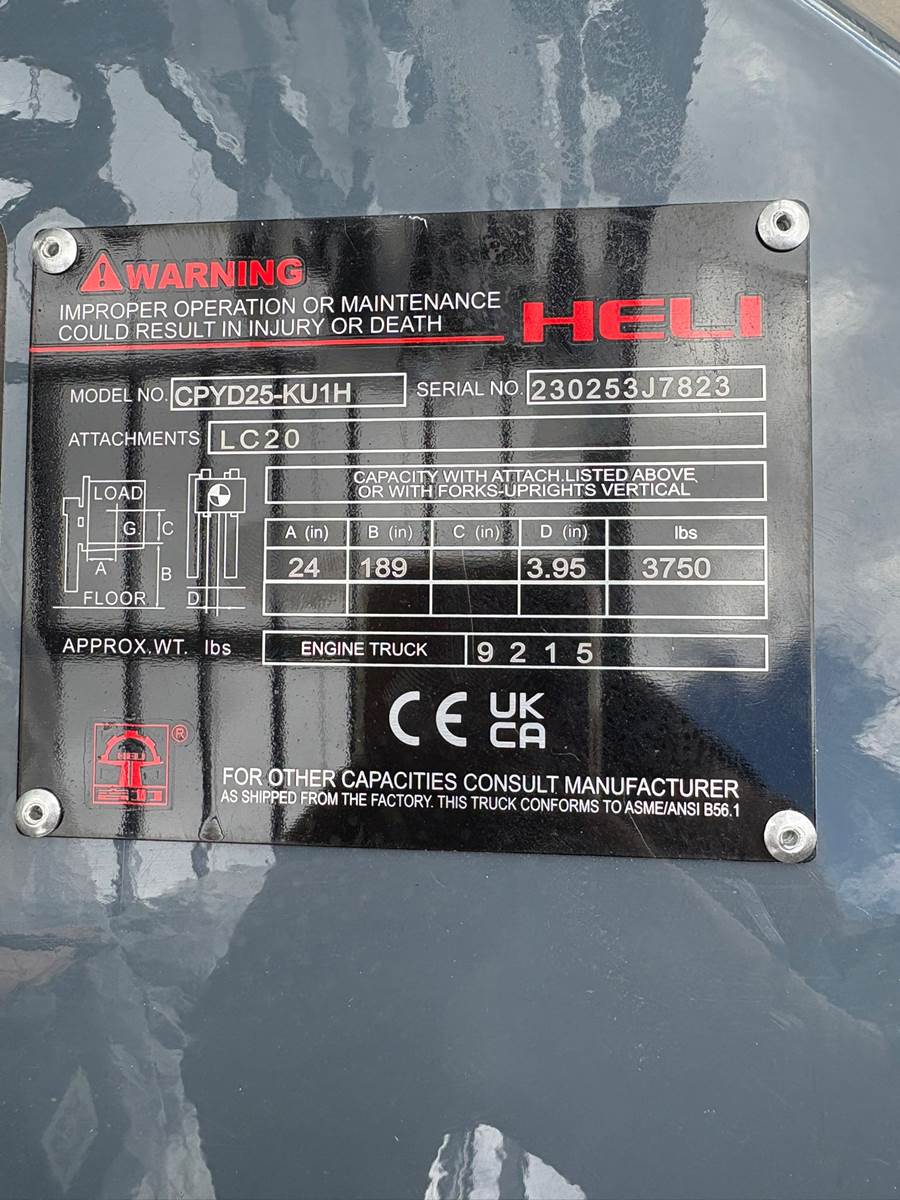 WARNING
IMPROPER OPERATION OR MAINTENANCE
COULD RESULT IN INJURY OR DEATH
HELI
MODEL NO. CPYD25-KU1H SERIAL NO. 230253J7823
ATTACHMENTS LC20
CAPACITY WITH ATTACH.LISTED ABOVE
OR WITH FORKS-UPRIGHTS VERTICAL
LOAD
G. C
A B
FLOOR D
A (in) B (in) C (in) D (in) lbs
24 189 3.95 3750
APPROX.WT. lbs ENGINE TRUCK 9215
CE UK
CA
HELI ®
FOR OTHER CAPACITIES CONSULT MANUFACTURER
AS SHIPPED FROM THE FACTORY. THIS TRUCK CONFORMS TO ASME/ANSI B56.1